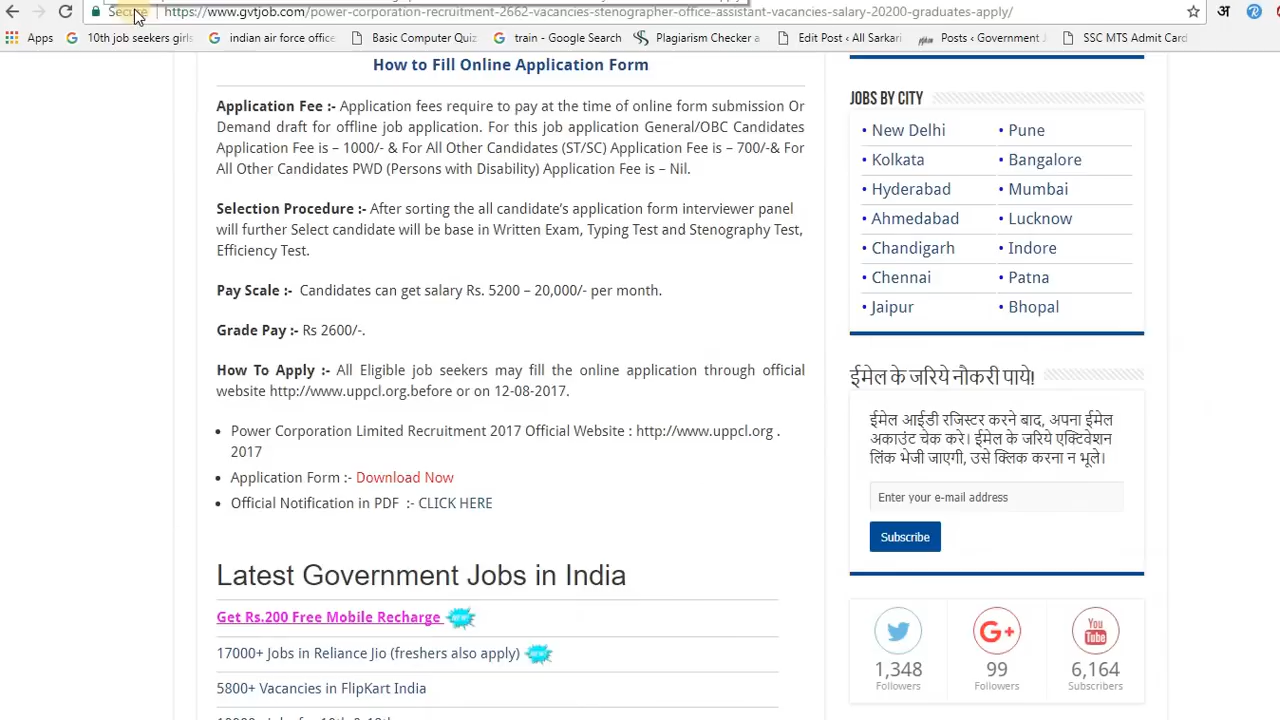 Secure https://www.gvtjob.com/power-corporation-recruitment-2662-vacancies-stenographer-office-assistant-vacancies-salary-20200-graduates-apply/
Apps 10th job seekers girls indian air force office Basic Computer Quiz train - Google Search Plagiarism Checker a Edit Post ‹ All Sarkari Posts ‹ Government J SSC MTS Admit Card
How to Fill Online Application Form
Application Fee :- Application fees require to pay at the time of online form submission Or
Demand draft for offline job application. For this job application General/OBC Candidates
Application Fee is – 1000/- & For All Other Candidates (ST/SC) Application Fee is – 700/-& For
All Other Candidates PWD (Persons with Disability) Application Fee is – Nil.
Selection Procedure :- After sorting the all candidate's application form interviewer panel
will further Select candidate will be base in Written Exam, Typing Test and Stenography Test,
Efficiency Test.
Pay Scale :- Candidates can get salary Rs. 5200 – 20,000/- per month.
Grade Pay :- Rs 2600/-.
How To Apply :- All Eligible job seekers may fill the online application through official
website http://www.uppcl.org.before or on 12-08-2017.
• Power Corporation Limited Recruitment 2017 Official Website : http://www.uppcl.org .
2017
• Application Form :- Download Now
• Official Notification in PDF :- CLICK HERE
Latest Government Jobs in India
Get Rs.200 Free Mobile Recharge
17000+ Jobs in Reliance Jio (freshers also apply)
5800+ Vacancies in FlipKart India
JOBS BY CITY
• New Delhi • Pune
• Kolkata • Bangalore
• Hyderabad • Mumbai
• Ahmedabad • Lucknow
• Chandigarh • Indore
• Chennai • Patna
• Jaipur • Bhopal
ईमेल के जरिये नौकरी पाये!
ईमेल आईडी रजिस्टर करने बाद, अपना ईमेल
अकाउंट चेक करे। ईमेल के जरिये एक्टिवेशन
लिंक भेजी जाएगी, उसे क्लिक करना न भूले।
Enter your e-mail address
Subscribe
You Tube
1,348 99 6,164
Followers Followers Subscribers